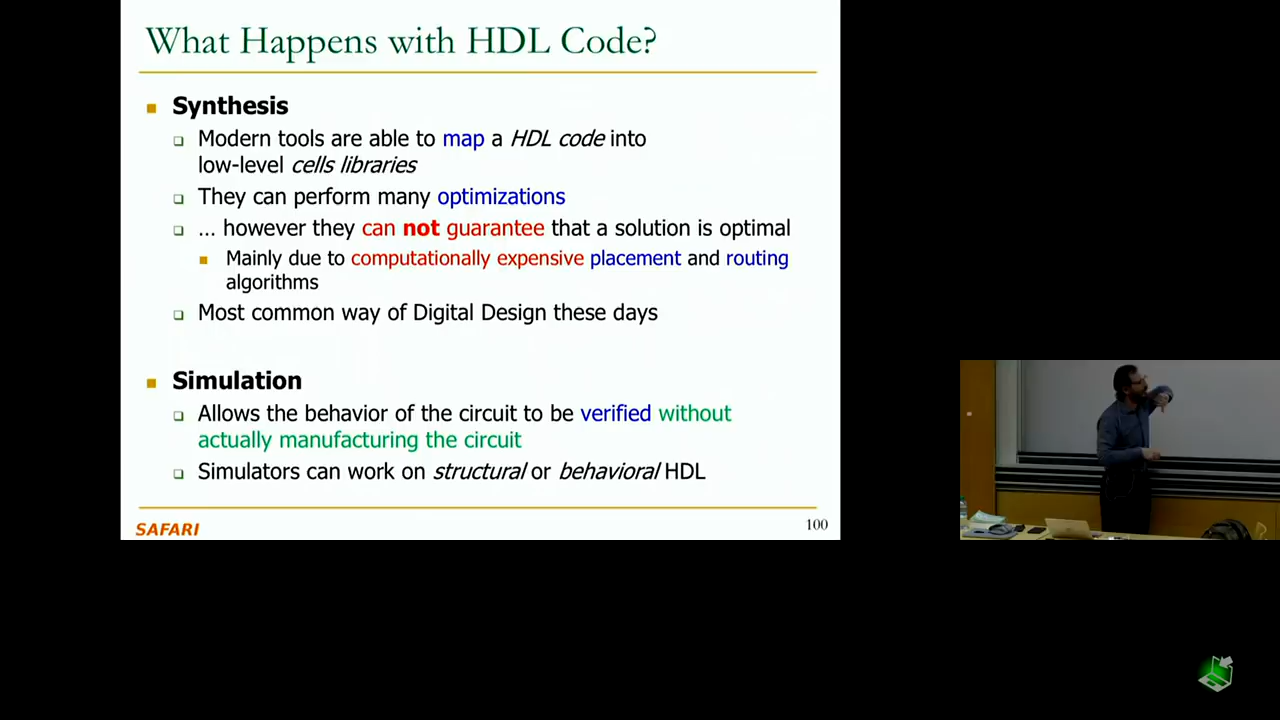 What Happens with HDL Code?
Synthesis
Modern tools are able to map a HDL code into
low-level cells libraries
They can perform many optimizations
… however they can not guarantee that a solution is optimal
Mainly due to computationally expensive placement and routing
algorithms
Most common way of Digital Design these days
Simulation
Allows the behavior of the circuit to be verified without
actually manufacturing the circuit
Simulators can work on structural or behavioral HDL
SAFARI
100